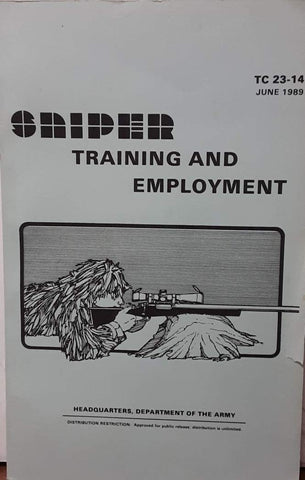 TC 23-14
JUNE 1989
SNIPER
TRAINING AND
EMPLOYMENT
HEADQUARTERS, DEPARTMENT OF THE ARMY
DISTRIBUTION RESTRICTION: Approved for public release; distribution is unlimited.